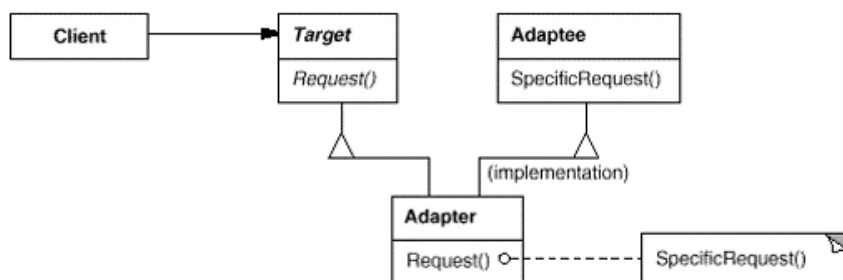 Client
Target
Adaptee
Request()
SpecificRequest()
(implementation)
Adapter
Request()
SpecificRequest()